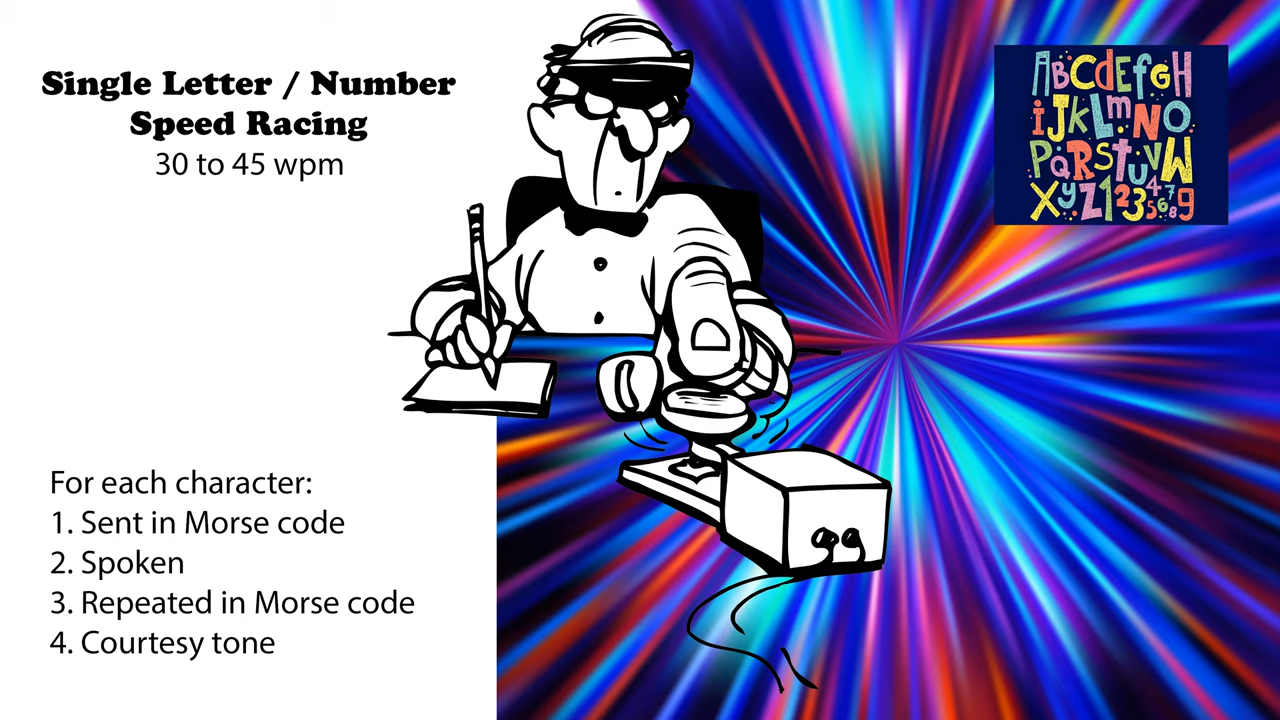 Single Letter / Number
Speed Racing
30 to 45 wpm
ABCdEfGH
iJKLmNO
PQRStuvW
XyZ123456789
For each character:
1. Sent in Morse code
2. Spoken
3. Repeated in Morse code
4. Courtesy tone